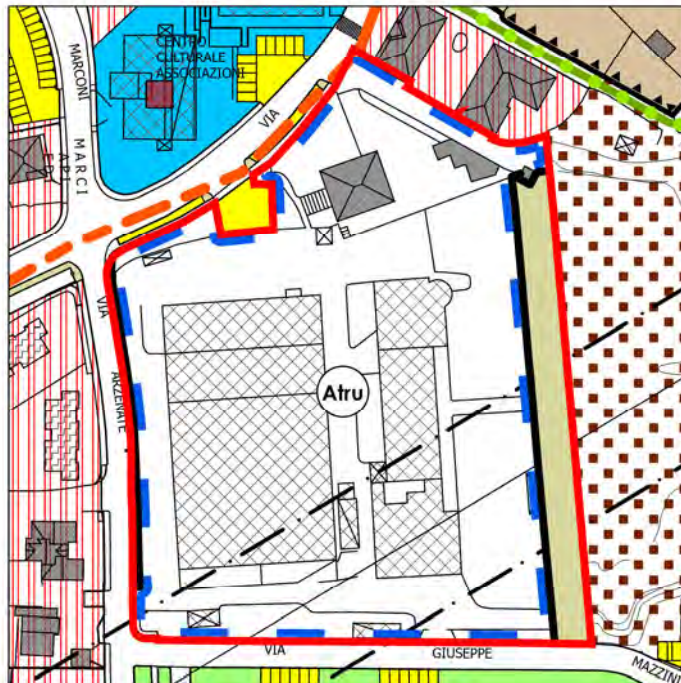 CENTRO
CULTURALE
ASSOCIAZIONI
MARCONI
MARCI
VIA
VIA
ARZENATE
Atru
VIA GIUSEPPE MAZZINI